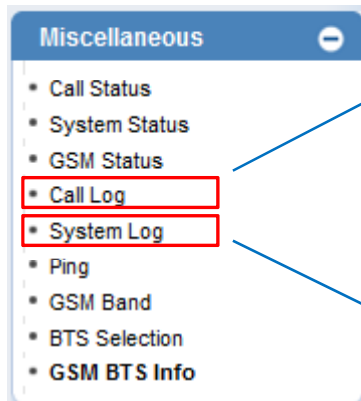 Miscellaneous
Call Status
System Status
GSM Status
Call Log
System Log
Ping
GSM Band
BTS Selection
GSM BTS Info